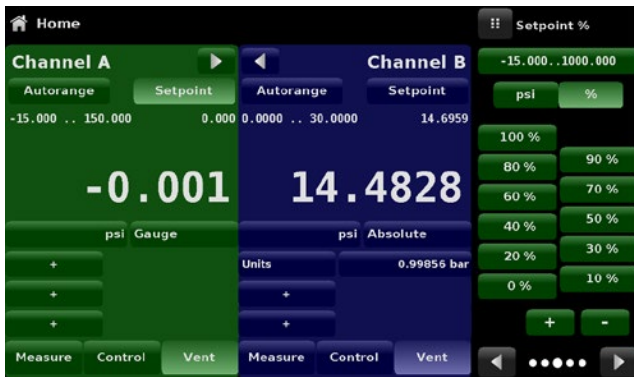 Home
Setpoint %
Channel A
Channel B
-15.000..1000.000
Autorange Setpoint
Autorange Setpoint
psi %
-15.000 .. 150.000 0.000
0.0000 .. 30.0000 14.6959
-0.001
14.4828
psi Gauge
psi Absolute
+
Units 0.99856 bar
+
+
+
+
Measure Control Vent
Measure Control Vent
100 %
90 %
80 %
70 %
60 %
50 %
40 %
30 %
20 %
10 %
0 %
+ -